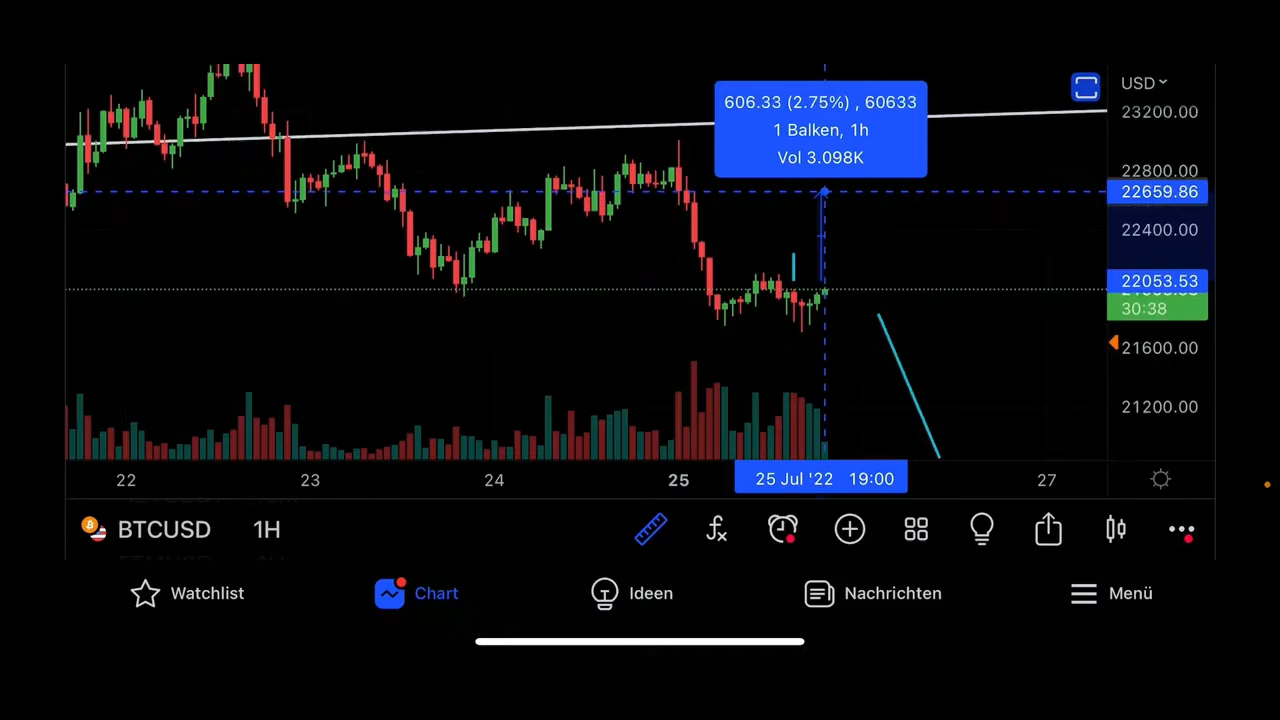 606.33 (2.75%) , 60633
1 Balken, 1h
Vol 3.098K
USD
23200.00
22800.00
22659.86
22400.00
22053.53
30:38
21600.00
21200.00
22
23
24
25
25 Jul '22 19:00
27
BTCUSD 1H
Watchlist
Chart
Ideen
Nachrichten
Menü